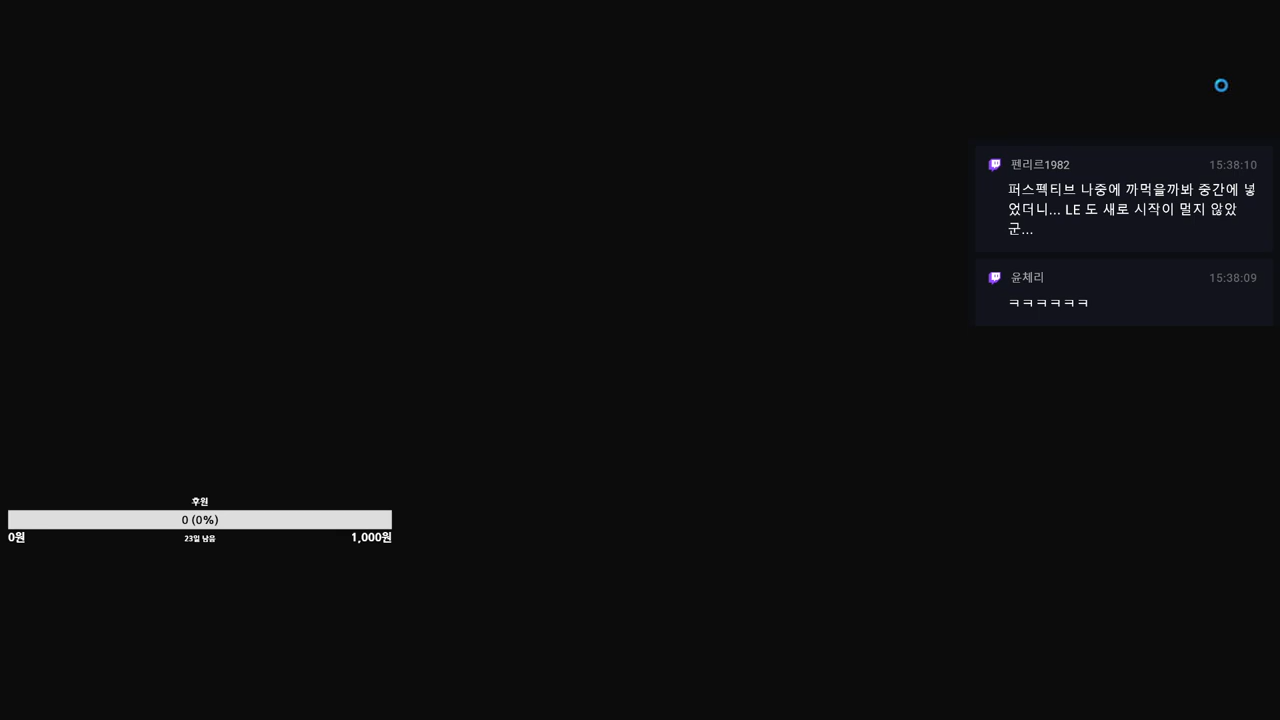 펜리르1982 15:38:10
퍼스펙티브 나중에 까먹을까봐 중간에 넣
었더니... LE 도 새로 시작이 멀지 않았
군...
윤체리 15:38:09
ㅋㅋㅋㅋㅋㅋ
후원
0 (0%)
0원 23일 남음 1,000원